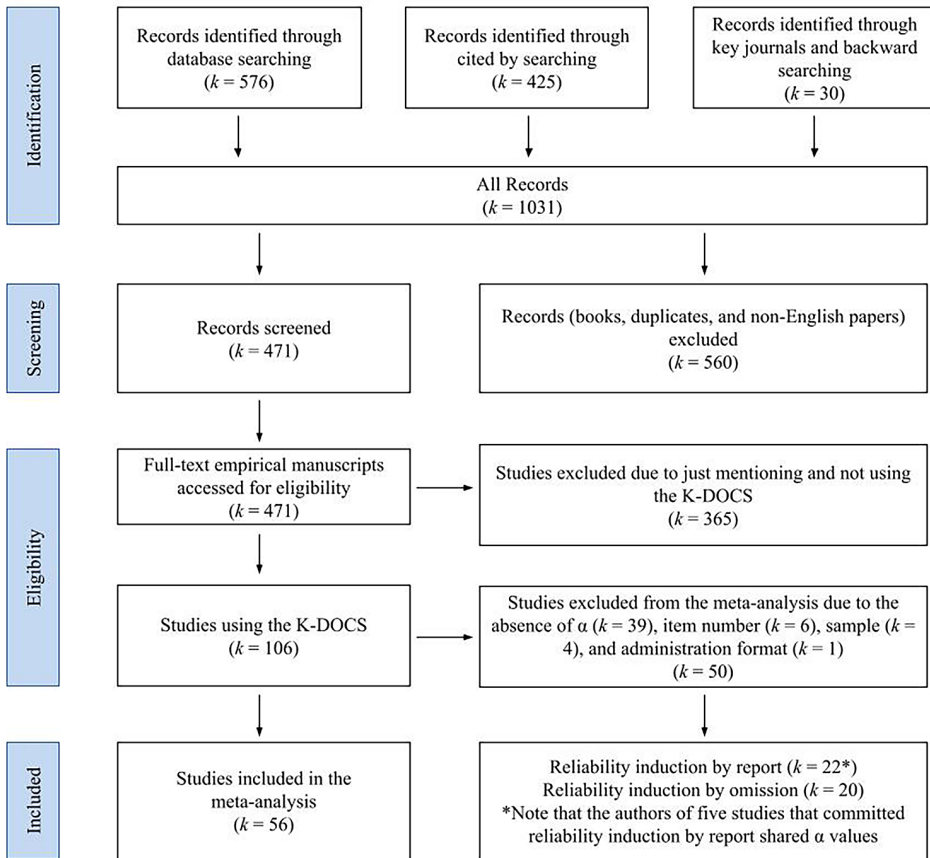 Identification
Records identified through
database searching
(k = 576)
Records identified through
cited by searching
(k = 425)
Records identified through
key journals and backward
searching
(k = 30)
All Records
(k = 1031)
Screening
Records screened
(k = 471)
Records (books, duplicates, and non-English papers)
excluded
(k = 560)
Eligibility
Full-text empirical manuscripts
accessed for eligibility
(k = 471)
Studies excluded due to just mentioning and not using
the K-DOCS
(k = 365)
Studies using the K-DOCS
(k = 106)
Studies excluded from the meta-analysis due to the
absence of α (k = 39), item number (k = 6), sample (k =
4), and administration format (k = 1)
(k = 50)
Included
Studies included in the
meta-analysis
(k = 56)
Reliability induction by report (k = 22*)
Reliability induction by omission (k = 20)
*Note that the authors of five studies that committed
reliability induction by report shared α values